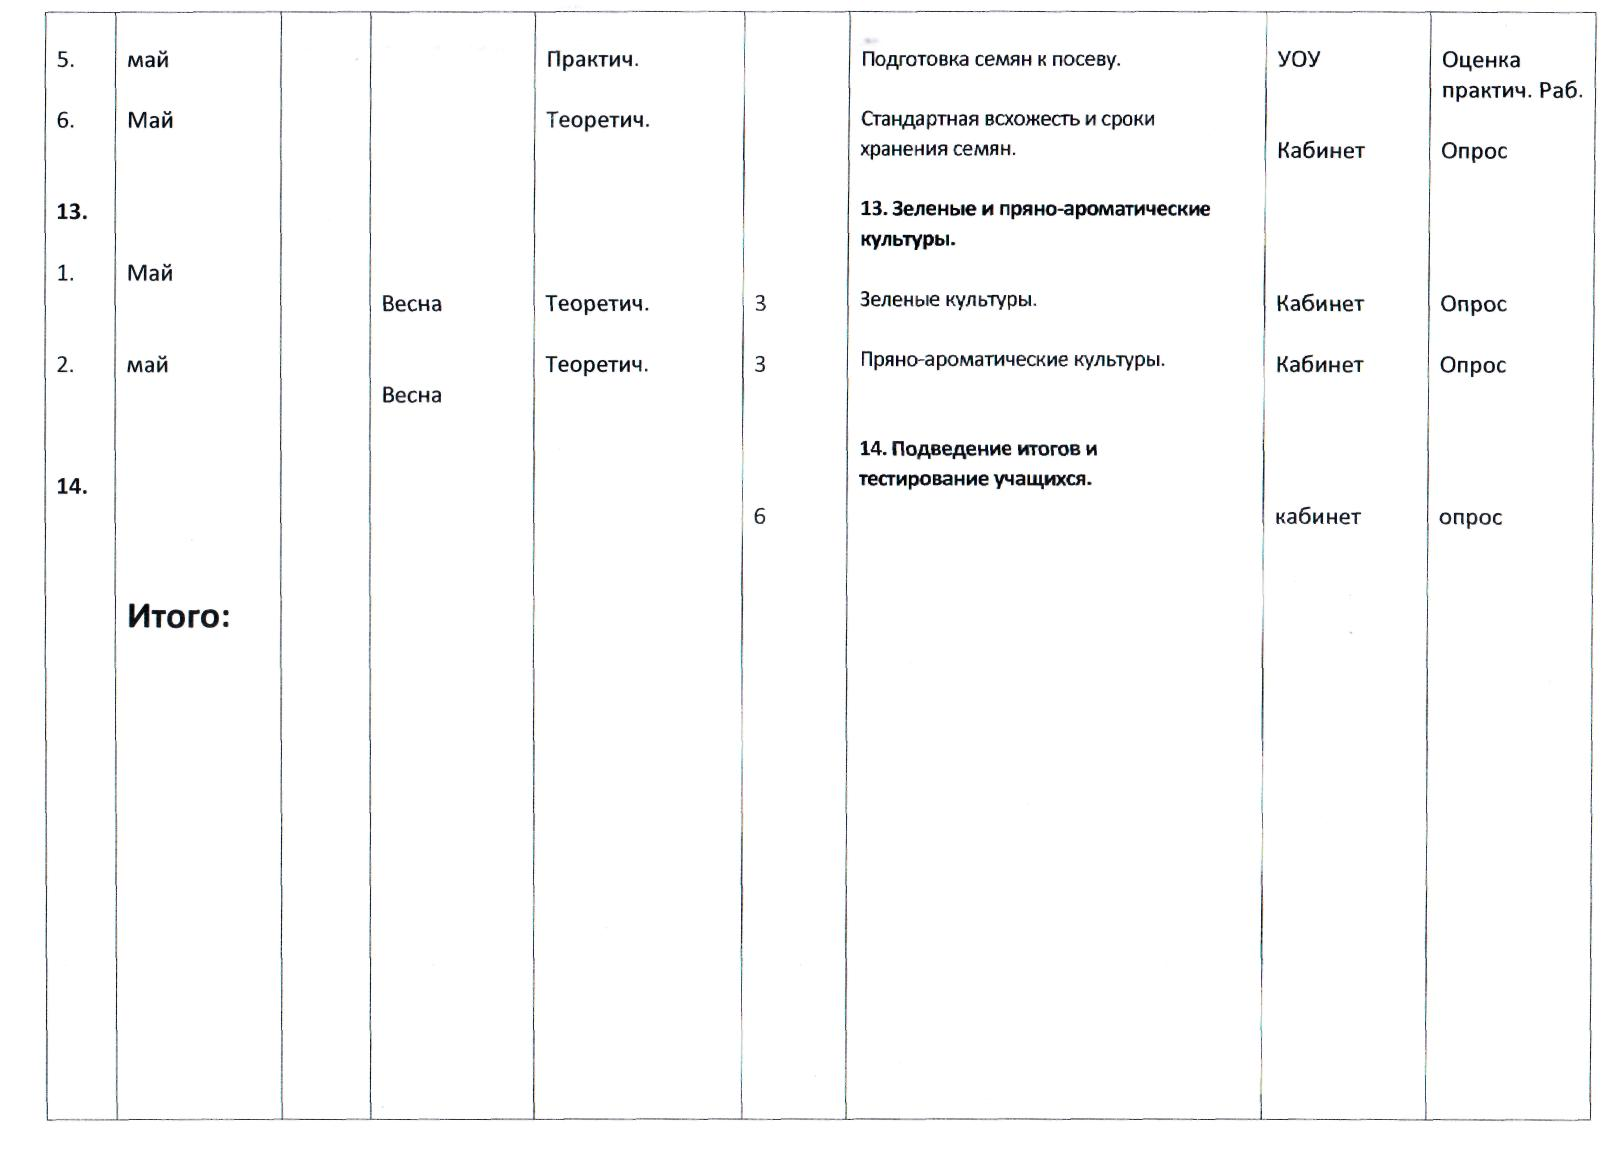 5. май Практич. Подготовка семян к посеву. УОУ Оценка
практич. Раб.
6. Май Теоретич. Стандартная всхожесть и сроки
хранения семян. Кабинет Опрос
13. 13. Зеленые и пряно-ароматические
культуры.
1. Май
Весна Теоретич. 3 Зеленые культуры. Кабинет Опрос
2. май Теоретич. 3 Пряно-ароматические культуры. Кабинет Опрос
Весна
14. Подведение итогов и
14. тестирование учащихся.
6 кабинет опрос
Итого: